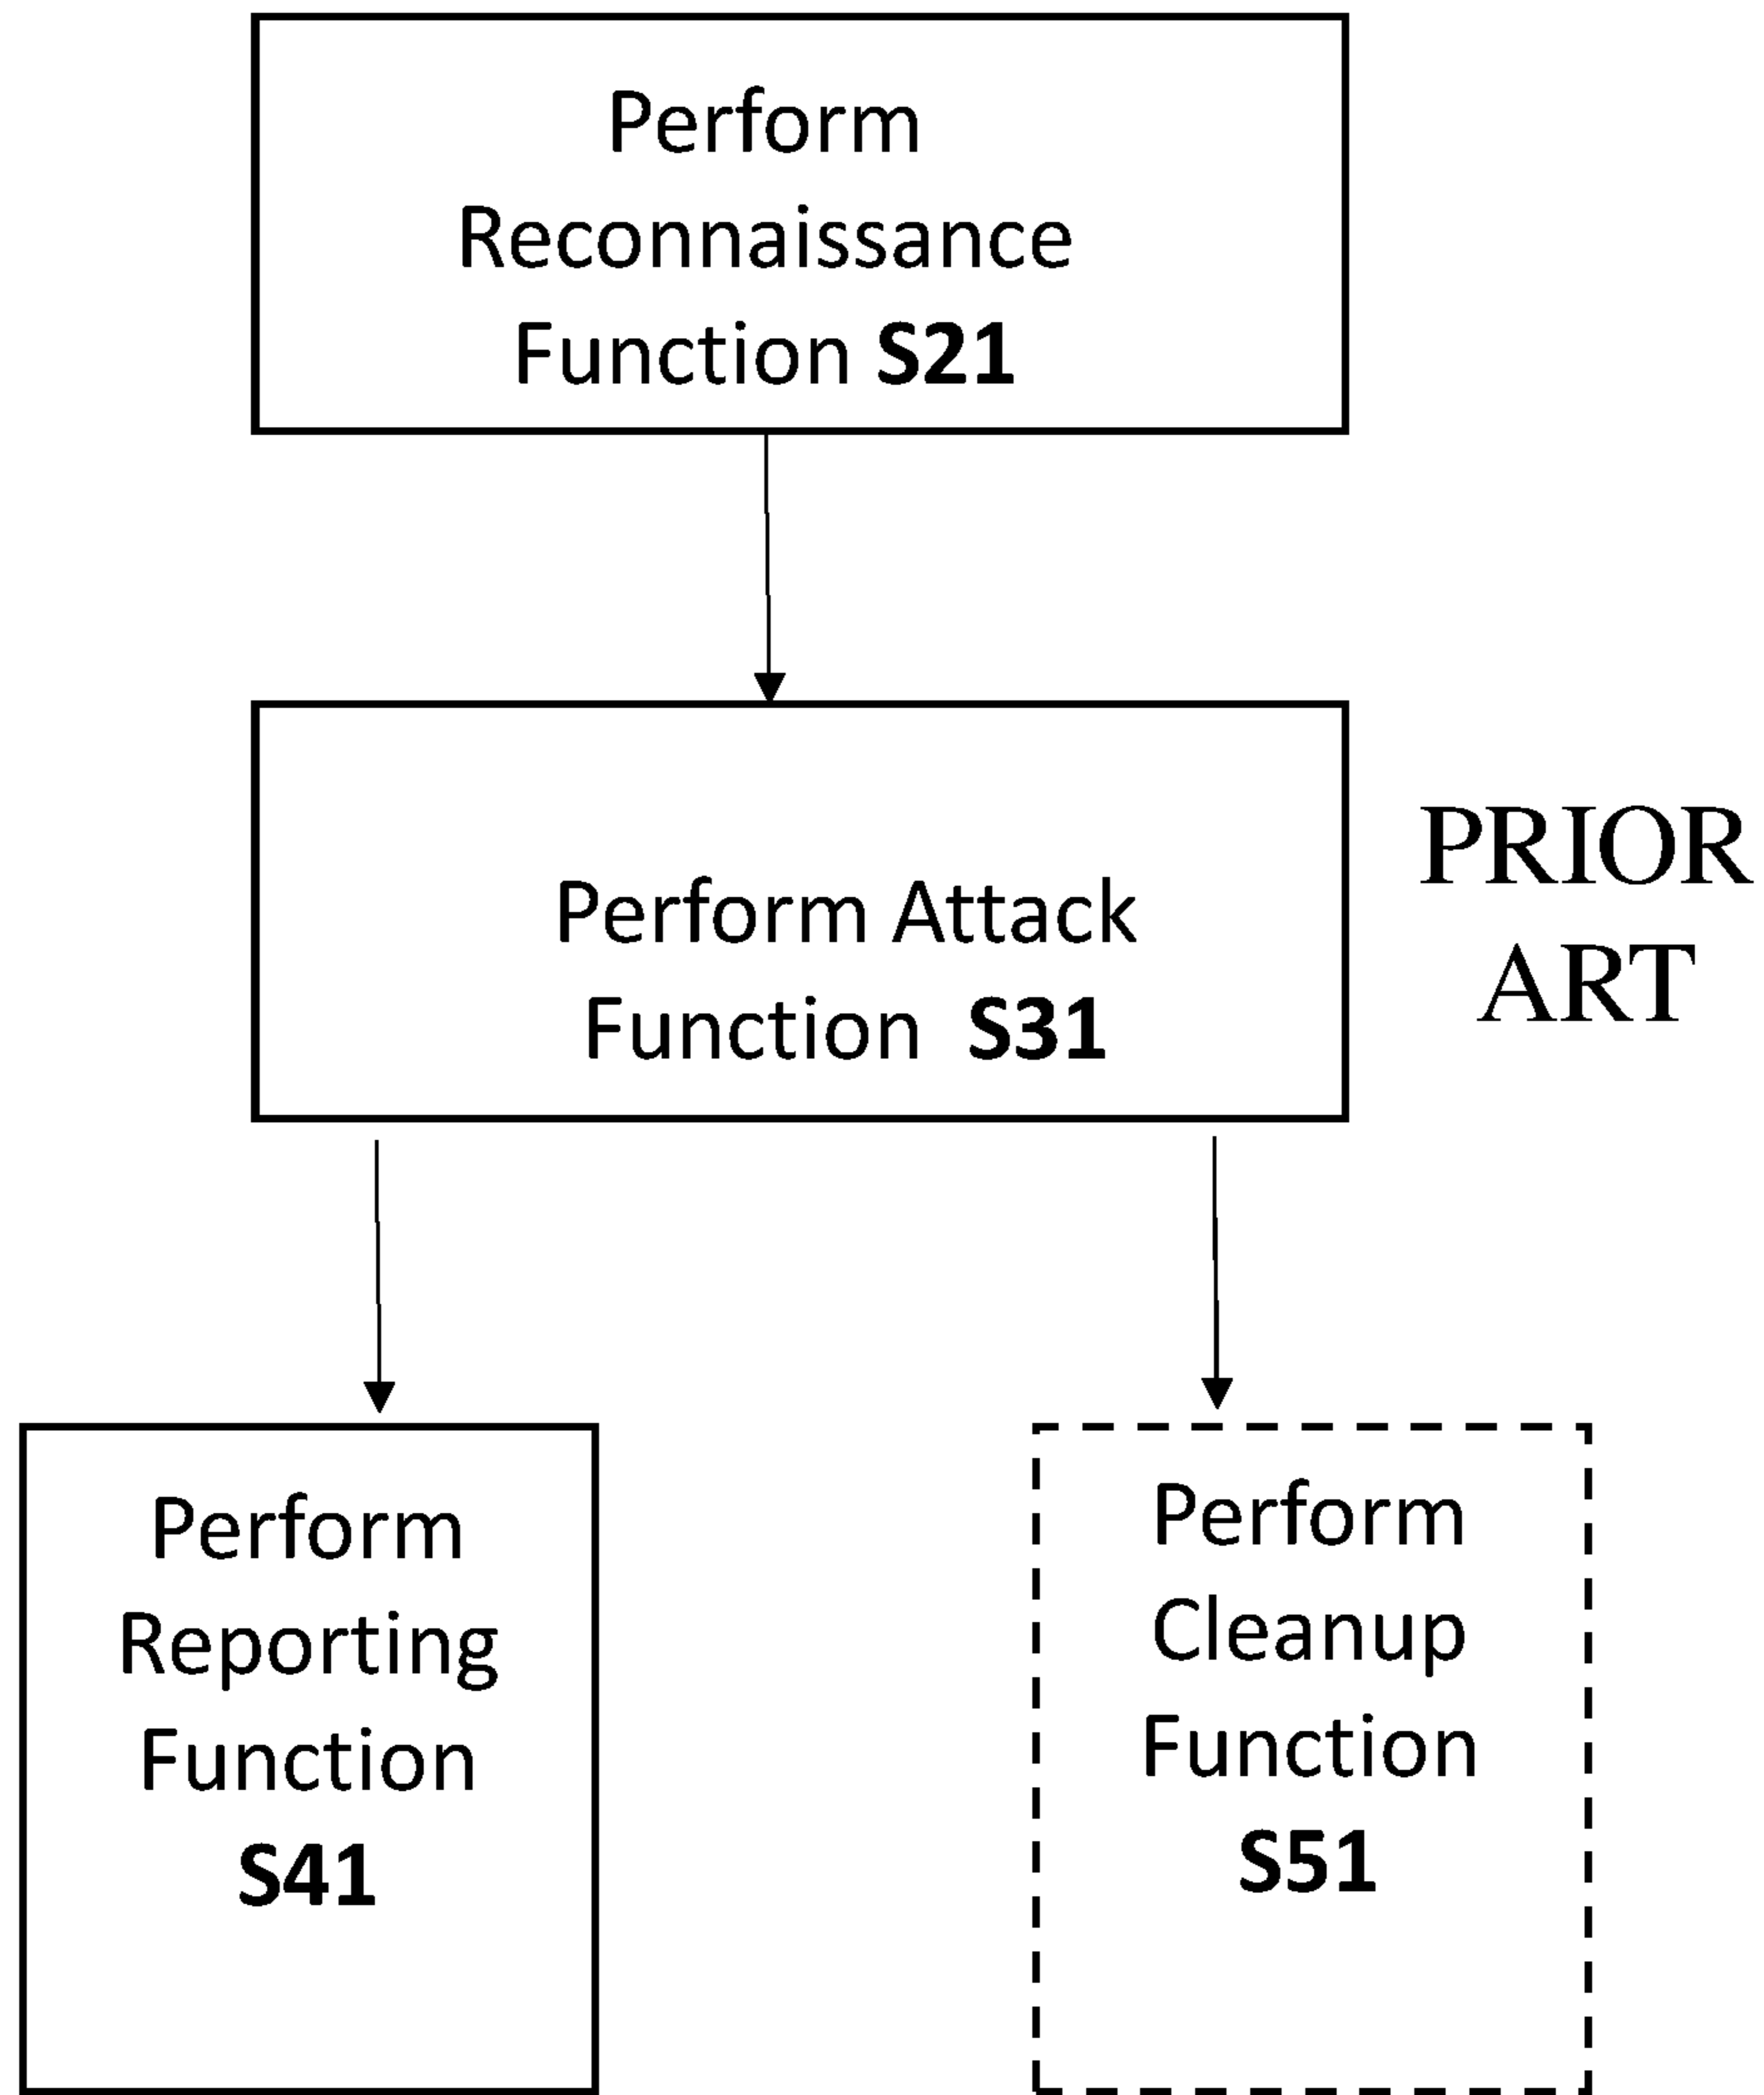 Perform
Reconnaissance
Function S21
Perform Attack
Function S31
PRIOR
ART
Perform
Reporting
Function
S41
Perform
Cleanup
Function
S51